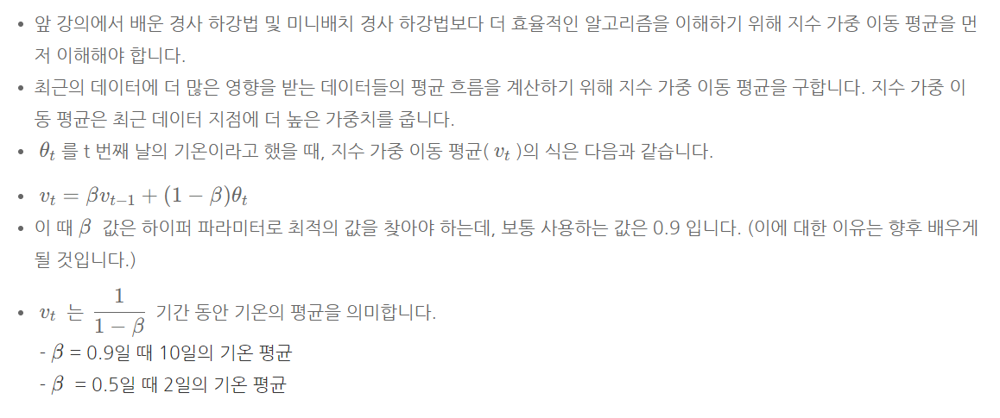 • 앞 강의에서 배운 경사 하강법 및 미니배치 경사 하강법보다 더 효율적인 알고리즘을 이해하기 위해 지수 가중 이동 평균을 먼
저 이해해야 합니다.
• 최근의 데이터에 더 많은 영향을 받는 데이터들의 평균 흐름을 계산하기 위해 지수 가중 이동 평균을 구합니다. 지수 가중 이
동 평균은 최근 데이터 지점에 더 높은 가중치를 줍니다.
• θ_t 를 t 번째 날의 기온이라고 했을 때, 지수 가중 이동 평균( v_t )의 식은 다음과 같습니다.
• v_t = βv_{t−1} + (1 − β)θ_t
• 이 때 β 값은 하이퍼 파라미터로 최적의 값을 찾아야 하는데, 보통 사용하는 값은 0.9 입니다. (이에 대한 이유는 향후 배우게
될 것입니다.)
• v_t 는 \frac{1}{1 − β} 기간 동안 기온의 평균을 의미합니다.
- β = 0.9일 때 10일의 기온 평균
- β = 0.5일 때 2일의 기온 평균